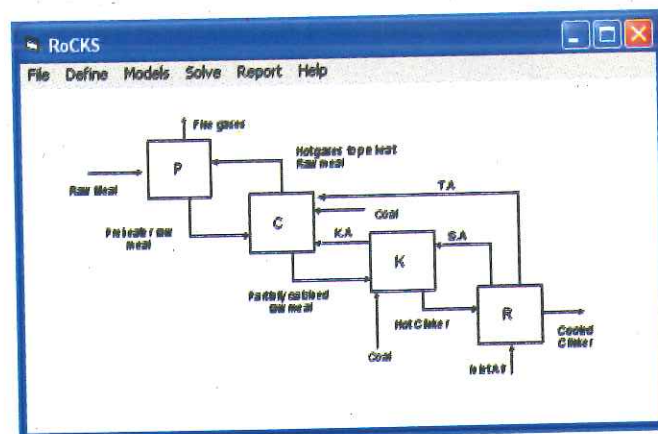 RoCKS
File Define Models Solve Report Help
Flue gases
P
Hot gases to preheat
Raw meal
Raw Meal
T.A
C
Coal
Preheater raw
meal
K.A
S.A
K
Partially calcined
raw meal
R
Hot Clinker
Cooled
Clinker
Coal
Inlet Air